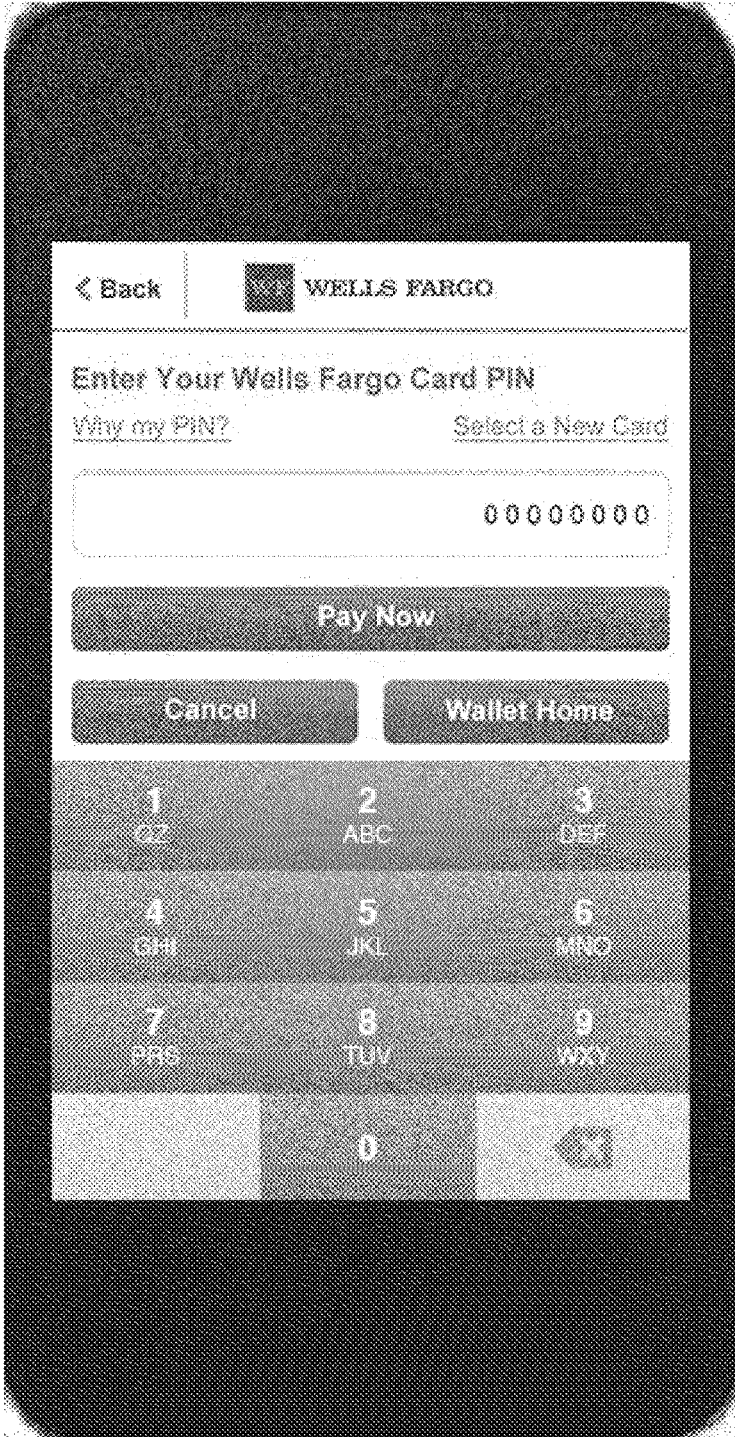 < Back WF WELLS FARGO
Enter Your Wells Fargo Card PIN
Why my PIN? Select a New Card
00000000
Pay Now
Cancel Wallet Home
1 2 3
QZ ABC DEF
4 5 6
GHI JKL MNO
7 8 9
PRS TUV WXY
0